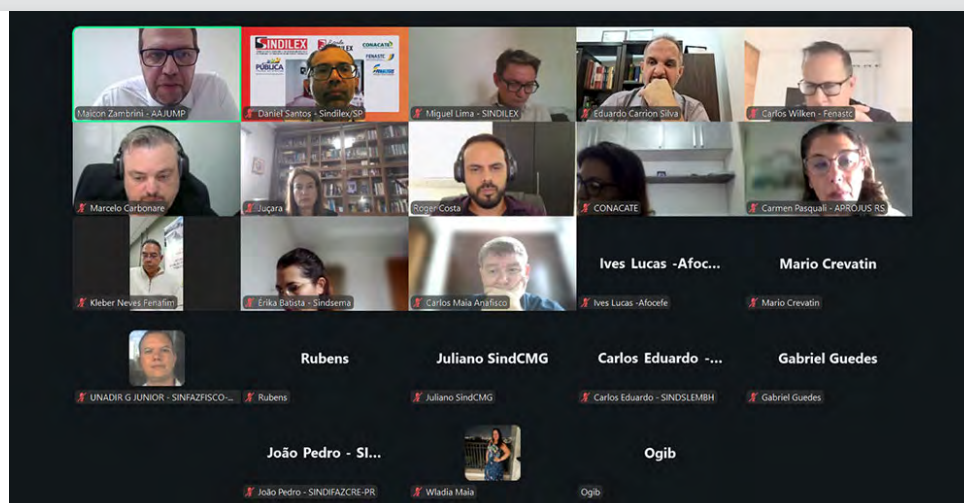 SINDILEX
SINDILEX
CONACATE
PÚBLICA
FENASTC
FENALE
Maicon Zambrini - AAJUMP
Daniel Santos - Sindilex/SP
Miguel Lima - SINDILEX
Eduardo Carrion Silva
Carlos Wilken - Fenastc
Marcelo Carbonare
Juçara
Roger Costa
CONACATE
Carmen Pasquali - APROJUS RS
Ives Lucas -Afoc...
Mario Crevatin
Kleber Neves Fenafim
Érika Batista - Sindsema
Carlos Maia Anafisco
Ives Lucas -Afocefe
Mario Crevatin
Rubens
Juliano SindCMG
Carlos Eduardo -...
Gabriel Guedes
UNADIR G JUNIOR - SINFAZFISCO-...
Rubens
Juliano SindCMG
Carlos Eduardo - SINDSLEMBH
Gabriel Guedes
João Pedro - SI...
Ogib
João Pedro - SINDIFAZCRE-PR
Wladia Maia
Ogib